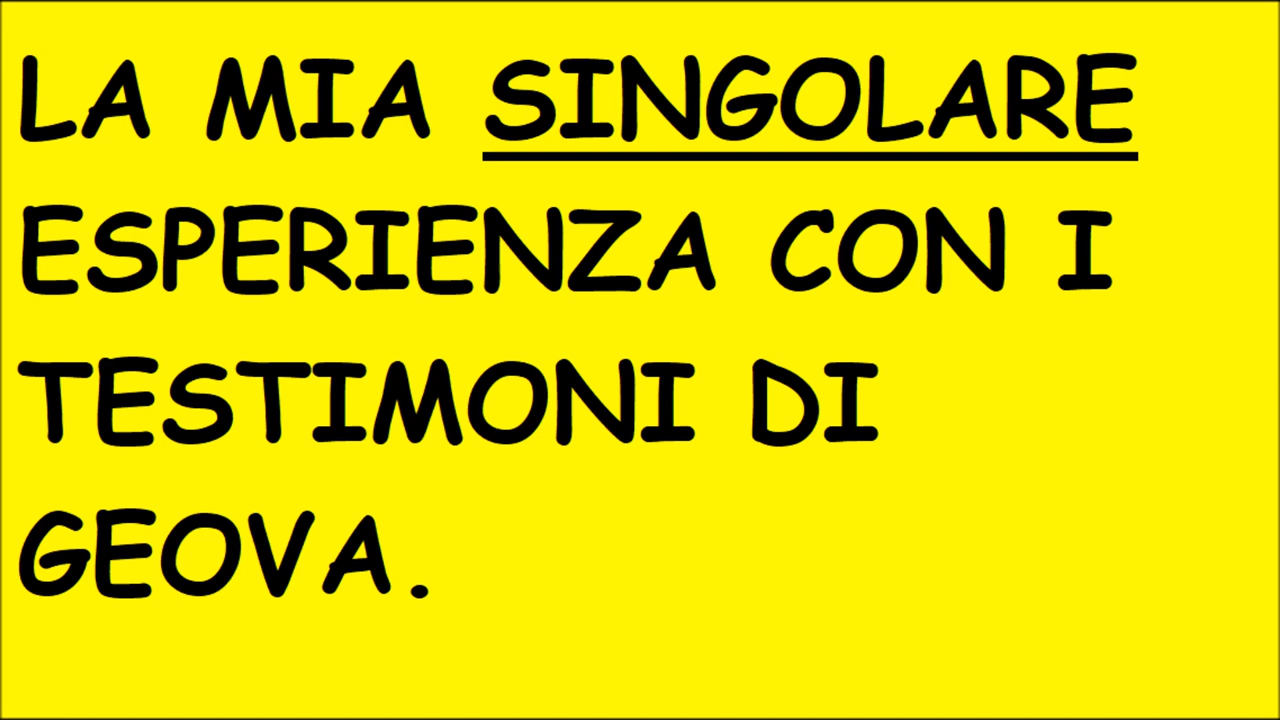 LA MIA SINGOLARE
ESPERIENZA CON I
TESTIMONI DI
GEOVA.